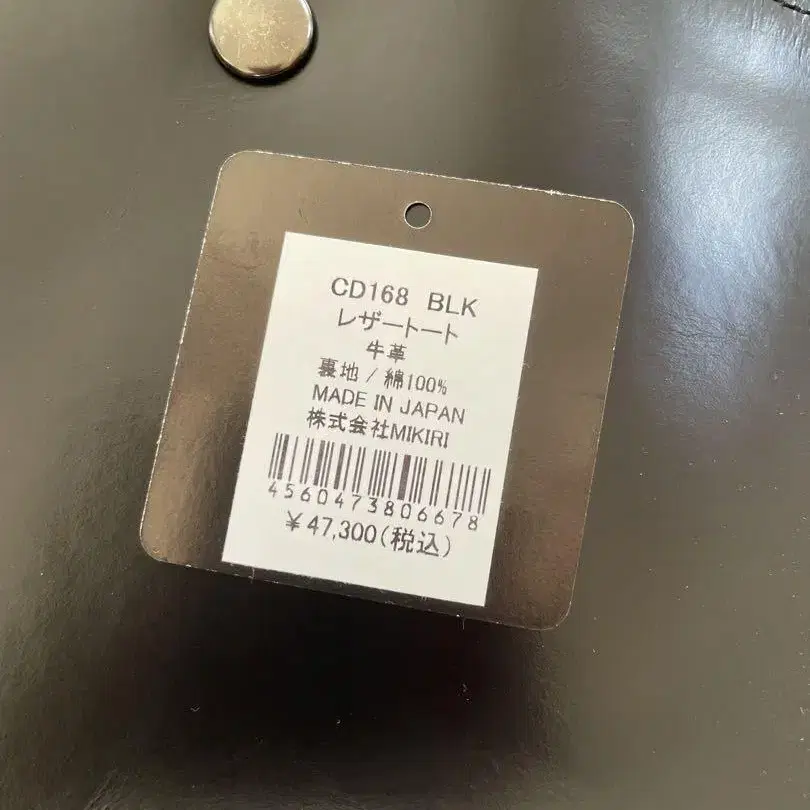 CD168 BLK
レザートート
牛革
裏地 / 綿100%
MADE IN JAPAN
株式会社MIKIRI
4560473806678
¥47,300(税込)